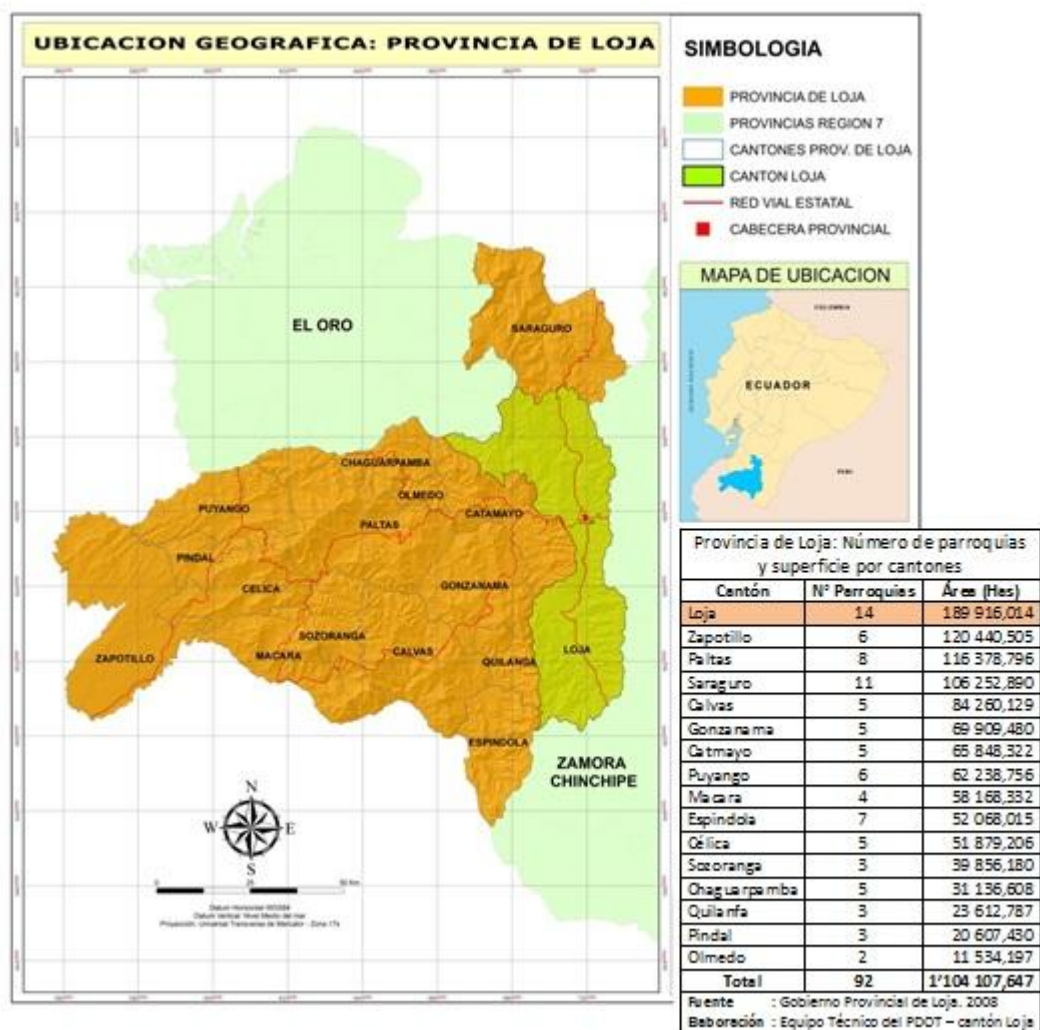 UBICACION GEOGRAFICA: PROVINCIA DE LOJA
EL ORO
SARAGURO
CHAGUARPAMBA
OLMEDO
PUYANGO
CATAMAYO
PALTAS
PINDAL
CELICA
GONZANAMA
SOZORANGA
MACARA
CALVAS
QUILANGA
LOJA
ZAPOTILLO
ESPINDOLA
ZAMORA
CHINCHIPE
N
W E
S
0 25 50 Km
SIMBOLOGIA
PROVINCIA DE LOJA
PROVINCIAS REGION 7
CANTONES PROV. DE LOJA
CANTON LOJA
RED VIAL ESTATAL
CABECERA PROVINCIAL
MAPA DE UBICACION
COLOMBIA
ECUADOR
PERU
Provincia de Loja: Número de parroquias
y superficie por cantones
Cantón N° Parroquias Área (Has)
Loja 14 189 916,014
Zapotillo 6 120 440,505
Paltas 8 116 378,796
Saraguro 11 106 252,890
Calvas 5 84 260,129
Gonzanama 5 69 909,480
Catmayo 5 65 848,322
Puyango 6 62 238,756
Macara 4 58 168,332
Espindola 7 52 068,015
Célica 5 51 879,206
Sozoranga 3 39 856,180
Chaguarpamba 5 31 136,608
Quilanfa 3 23 612,787
Pindal 3 20 607,430
Olmedo 2 11 534,197
Total 92 1'104 107,647
Fuente : Gobierno Provincial de Loja. 2008
Elaboración : Equipo Técnico del PDOT – cantón Loja